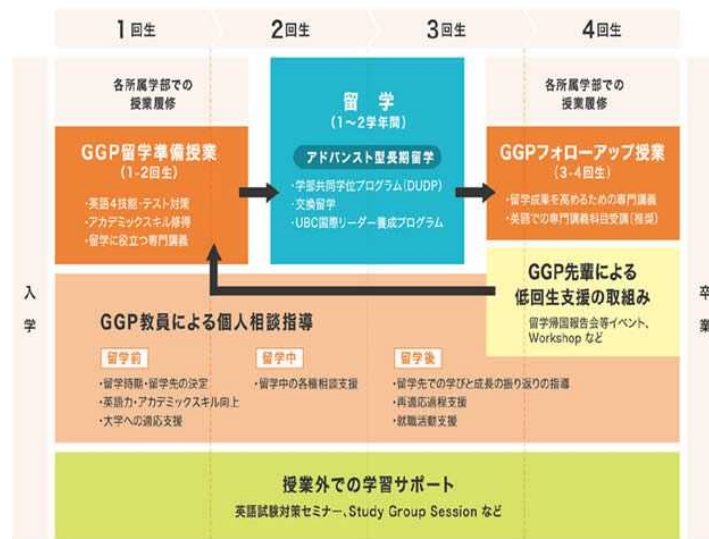 1回生
2回生
3回生
4回生
入学
卒業
各所属学部での
授業履修
GGP留学準備授業
(1-2回生)
・英語4技能・テスト対策
・アカデミックスキル修得
・留学に役立つ専門講義
留 学
(1〜2学年間)
アドバンスト型長期留学
・学部共同学位プログラム(DUDP)
・交換留学
・UBC国際リーダー養成プログラム
各所属学部での
授業履修
GGPフォローアップ授業
(3-4回生)
・留学成果を高めるための専門講義
・英語での専門講義科目受講(推奨)
GGP先輩による
低回生支援の取組み
留学帰国報告会等イベント、
Workshop など
GGP教員による個人相談指導
留学前
・留学時期・留学先の決定
・英語力・アカデミックスキル向上
・大学への適応支援
留学中
・留学中の各種相談支援
留学後
・留学先での学びと成長の振り返りの指導
・再適応過程支援
・就職活動支援
授業外での学習サポート
英語試験対策セミナー、Study Group Session など